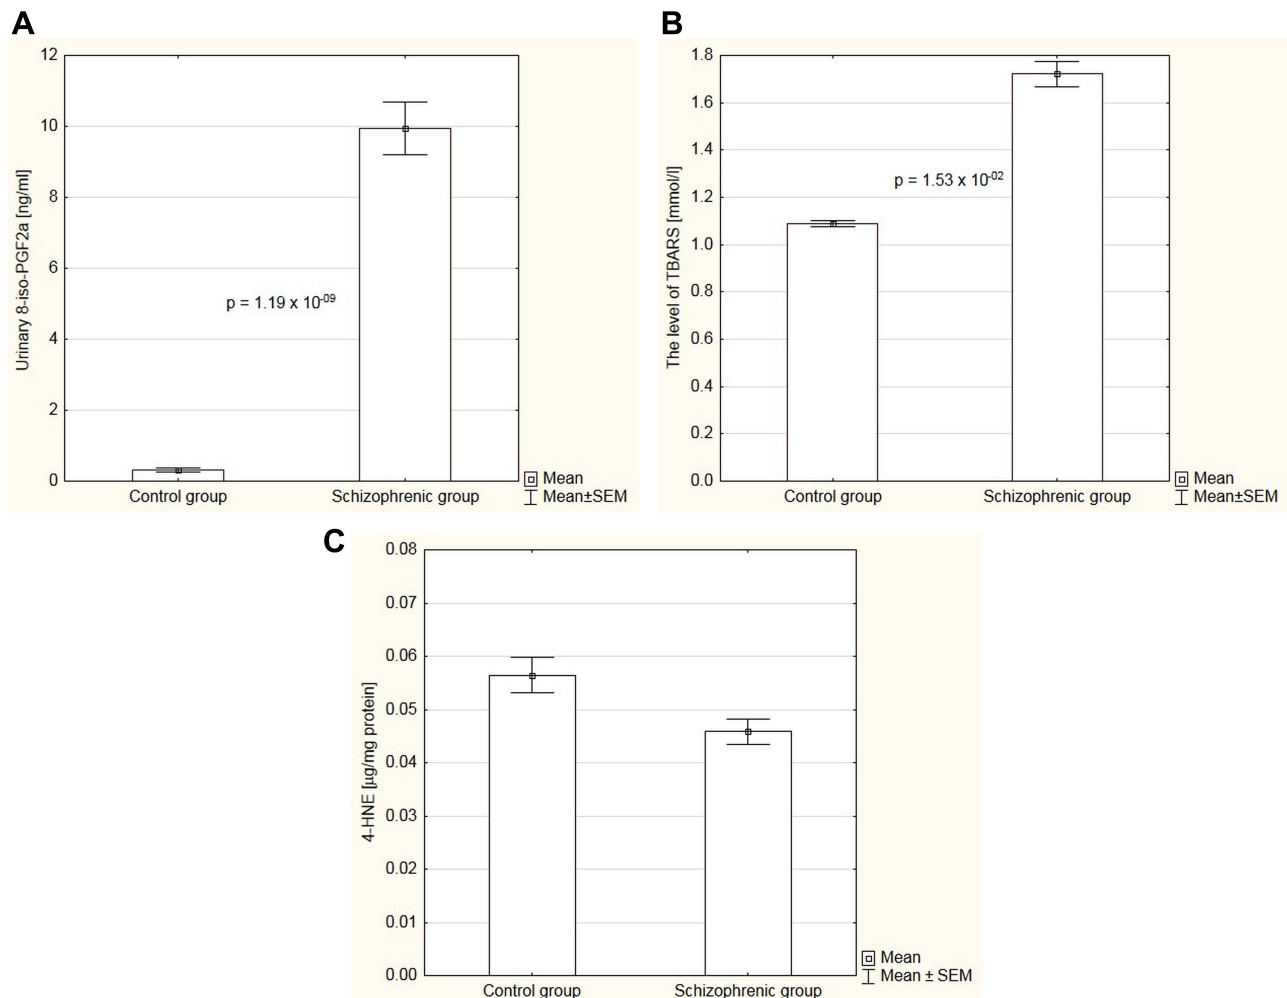 A
Urinary 8-iso-PGF2a [ng/ml]
12
10
8
6
4
2
0
p = 1.19 x 10-09
Control group
Schizophrenic group
Mean
Mean±SEM
B
The level of TBARS [mmol/l]
1.8
1.6
1.4
1.2
1.0
0.8
0.6
0.4
0.2
0.0
p = 1.53 x 10-02
Control group
Schizophrenic group
Mean
Mean±SEM
C
4-HNE [µg/mg protein]
0.08
0.07
0.06
0.05
0.04
0.03
0.02
0.01
0.00
Control group
Schizophrenic group
Mean
Mean ± SEM